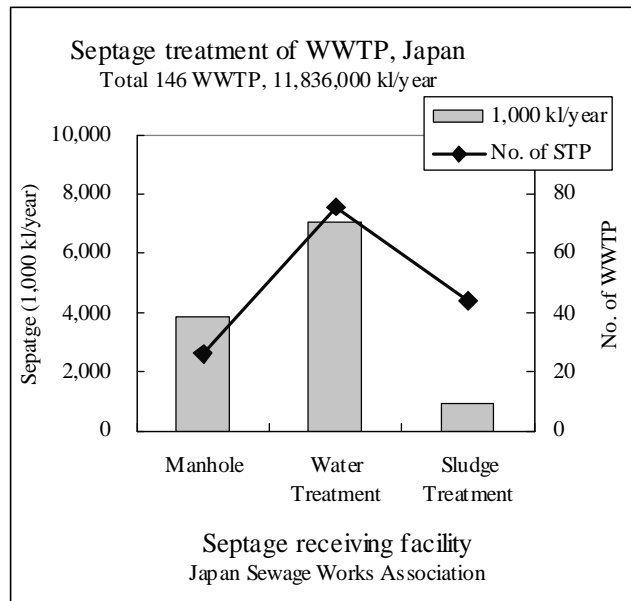 Septage treatment of WWTP, Japan
Total 146 WWTP, 11,836,000 kl/year
1,000 kl/year
No. of STP
10,000
8,000
6,000
4,000
2,000
0
Sepatge (1,000 kl/year)
80
60
40
20
0
No. of WWTP
Manhole
Water
Treatment
Sludge
Treatment
Septage receiving facility
Japan Sewage Works Association